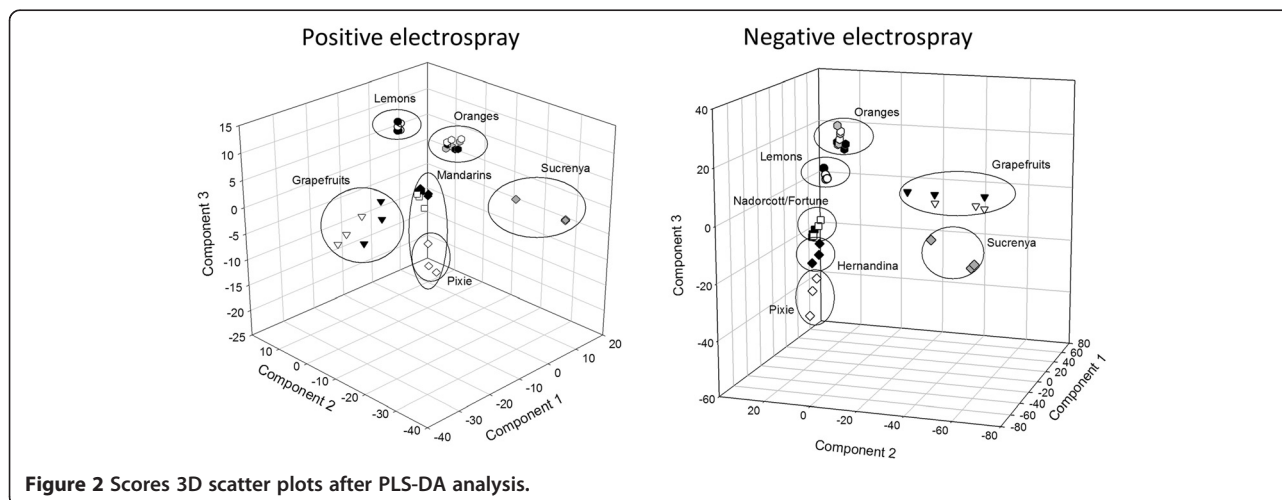 Positive electrospray
Negative electrospray
Lemons
Oranges
Grapefruits
Mandarins
Sucrenya
Pixie
Component 3
15
10
5
0
-5
-10
-15
-20
-25
10
0
-10
-20
-30
-40
Component 2
-40
-30
-20
-10
0
10
20
Component 1
Oranges
Lemons
Grapefruits
Nadorcott/Fortune
Sucrenya
Hernandina
Pixie
Component 3
40
20
0
-20
-40
-60
20
0
-20
-40
-60
-80
Component 2
80
60
40
20
0
-20
-40
-60
-80
Component 1
Figure 2 Scores 3D scatter plots after PLS-DA analysis.